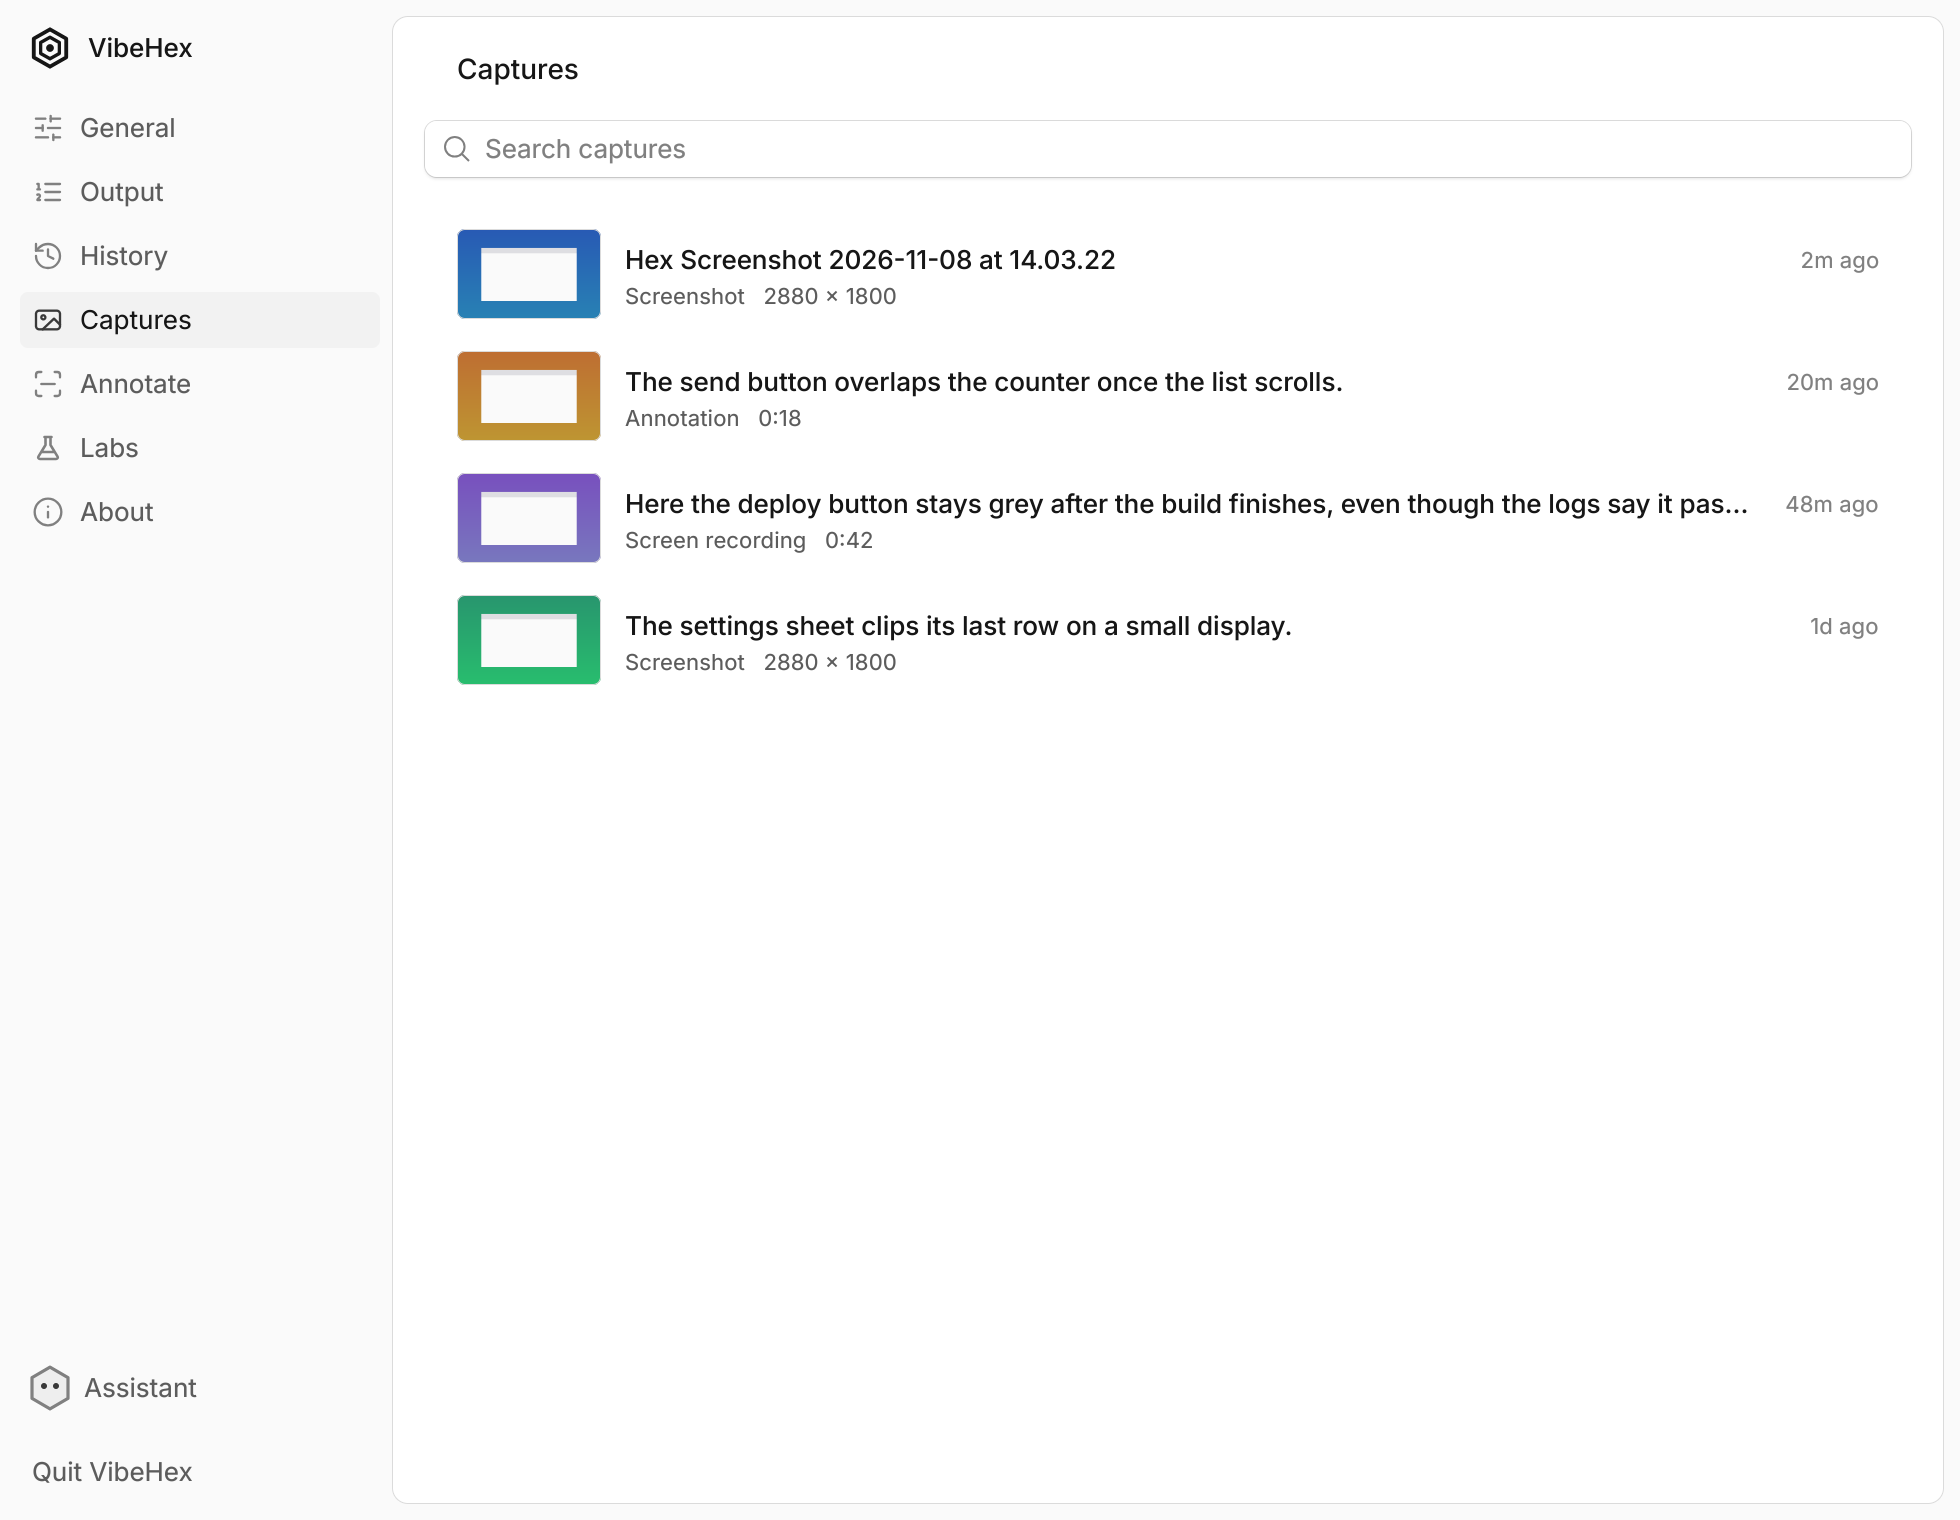 VibeHex
General
Output
History
Captures
Annotate
Labs
About
Assistant
Quit VibeHex
Captures
Search captures
Hex Screenshot 2026-11-08 at 14.03.22
2m ago
Screenshot 2880 × 1800
The send button overlaps the counter once the list scrolls.
20m ago
Annotation 0:18
Here the deploy button stays grey after the build finishes, even though the logs say it pas...
48m ago
Screen recording 0:42
The settings sheet clips its last row on a small display.
1d ago
Screenshot 2880 × 1800